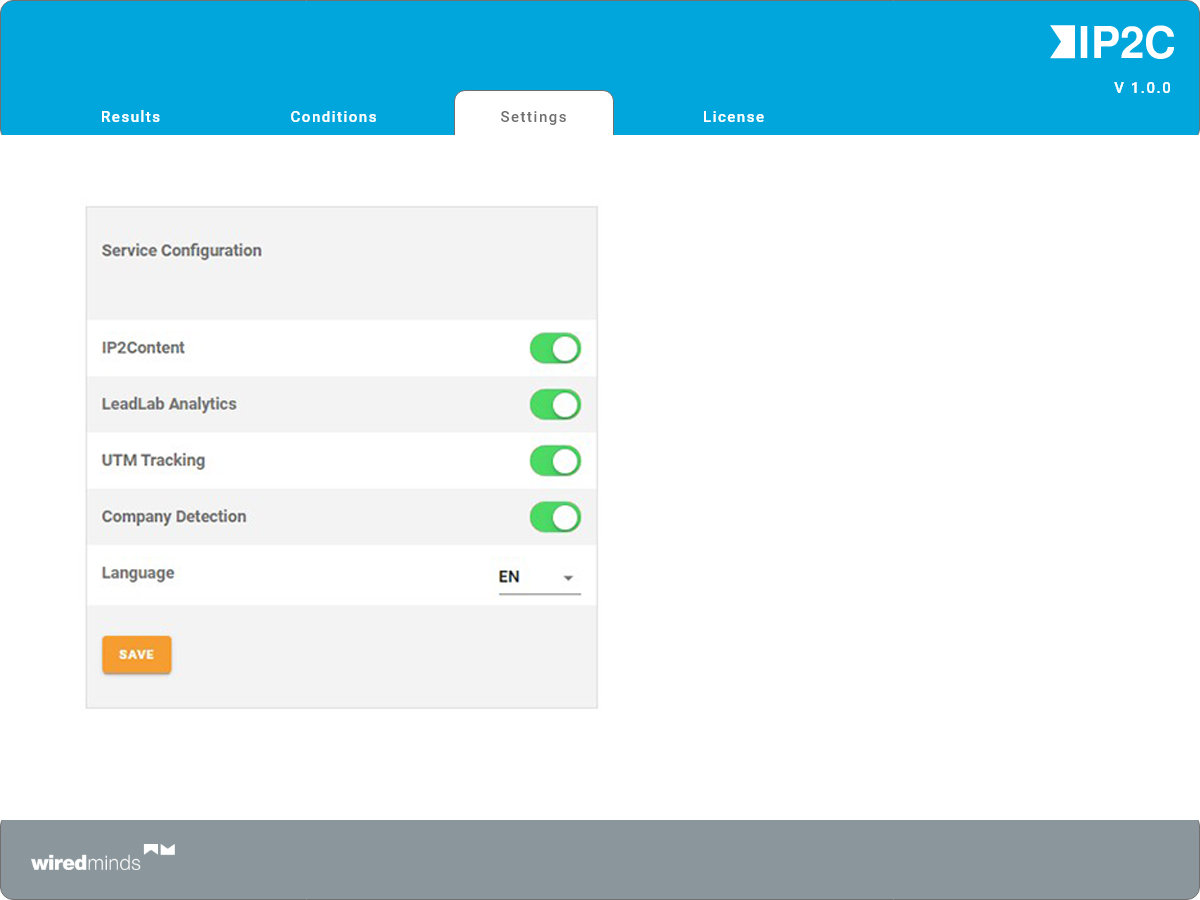 IP2C
V 1.0.0
Results Conditions Settings License
Service Configuration
IP2Content
LeadLab Analytics
UTM Tracking
Company Detection
Language EN
SAVE
wiredminds